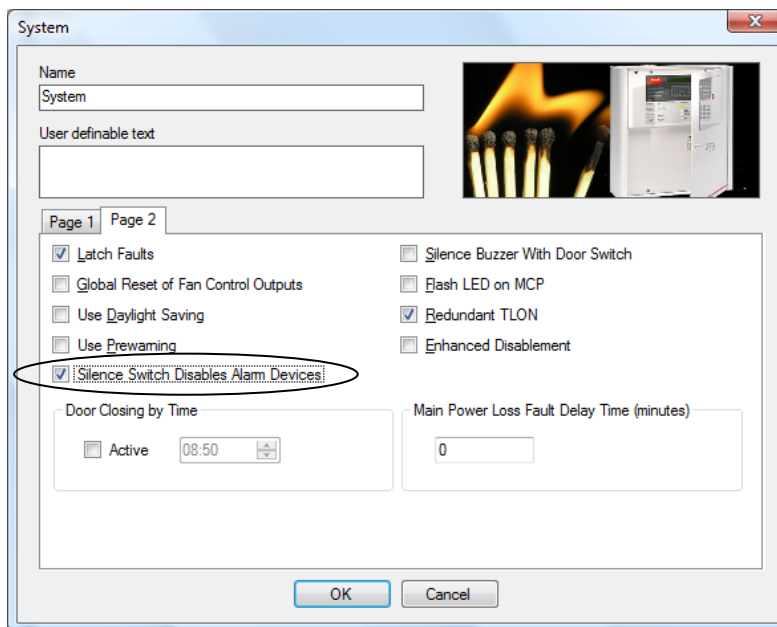 System
Name
System
User definable text
Page 1 Page 2
Latch Faults
Global Reset of Fan Control Outputs
Use Daylight Saving
Use Prewarning
Silence Switch Disables Alarm Devices
Silence Buzzer With Door Switch
Flash LED on MCP
Redundant TLON
Enhanced Disablement
Door Closing by Time
Active 08:50
Main Power Loss Fault Delay Time (minutes)
0
OK Cancel